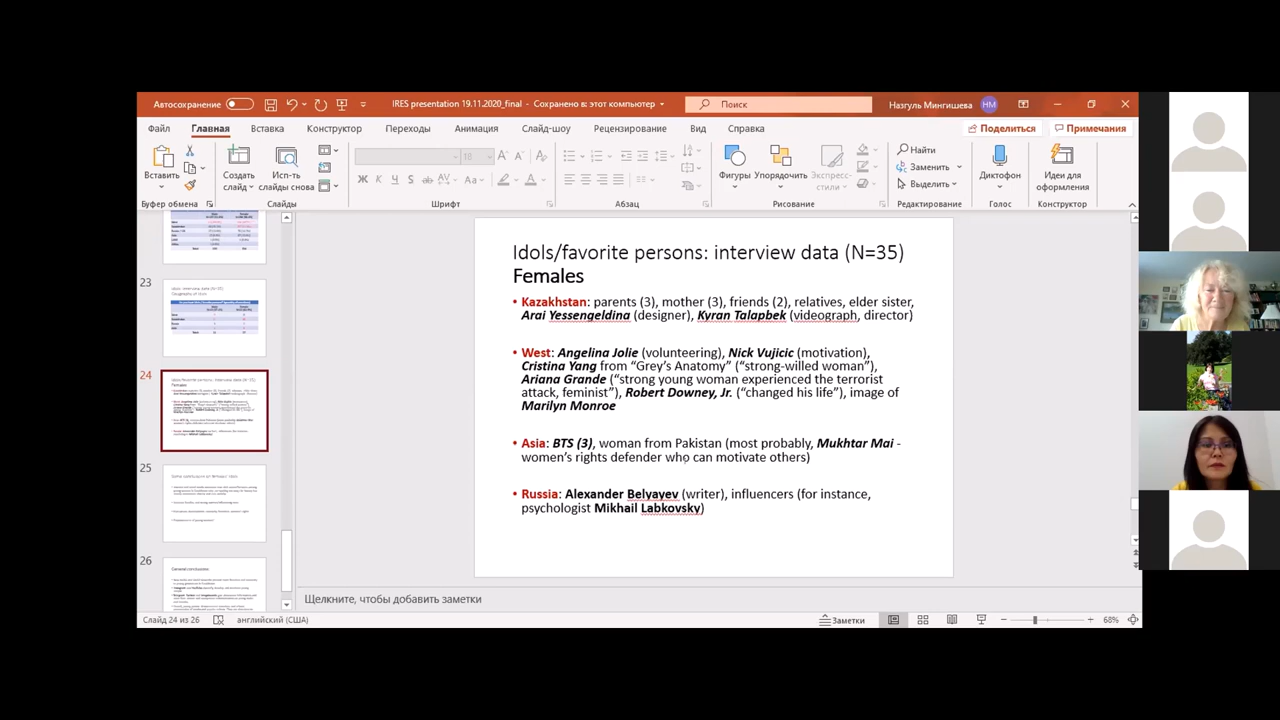 Автосохранение
IRES presentation 19.11.2020_final - Сохранено в: этот компьютер
Поиск
Назгуль Мингишева
НМ
Файл Главная Вставка Конструктор Переходы Анимация Слайд-шоу Рецензирование Вид Справка
Поделиться Примечания
Вставить
Создать слайд
Исп-ть слайды снова
18
Ж К Ч S ab AV Aa
Фигуры Упорядочить Экспресс-стили
Найти
Заменить
Выделить
Диктофон
Идеи для оформления
Буфер обмена Слайды Шрифт Абзац Рисование Редактирование Голос Конструктор
23
24
25
26
Idols/favorite persons: interview data (N=35)
Females
• Kazakhstan: parents (3), mother (3), friends (2), relatives, elder sister,
Arai Yessengeldina (designer), Kyran Talapbek (videograph, director)
• West: Angelina Jolie (volunteering), Nick Vujicic (motivation),
Cristina Yang from “Grey’s Anatomy” (“strong-willed woman”),
Ariana Grande (“strong young woman experienced the terrorist
attack, feminist”), Robert Downey, Jr. (“changed his life”), image of
Marilyn Monroe
• Asia: BTS (3), woman from Pakistan (most probably, Mukhtar Mai -
women’s rights defender who can motivate others)
• Russia: Alexander (writer), influencers (for instance,
psychologist Mikhail Labkovsky)
Щелкните, чтобы добавить заметки
Слайд 24 из 26 английский (США) Заметки 68%